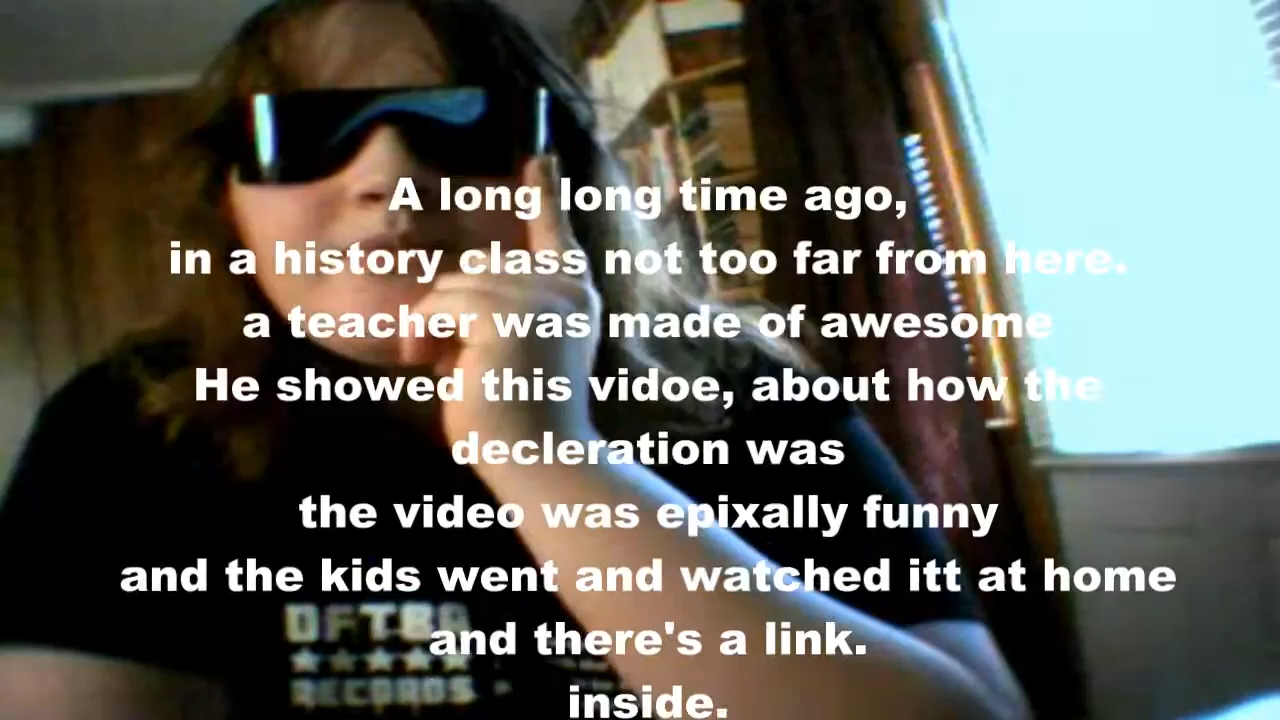 A long long time ago,
in a history class not too far from here.
a teacher was made of awesome
He showed this vidoe, about how the
decleration was
the video was epixally funny
and the kids went and watched itt at home
and there's a link.
inside.
DFTBA
RECORDS